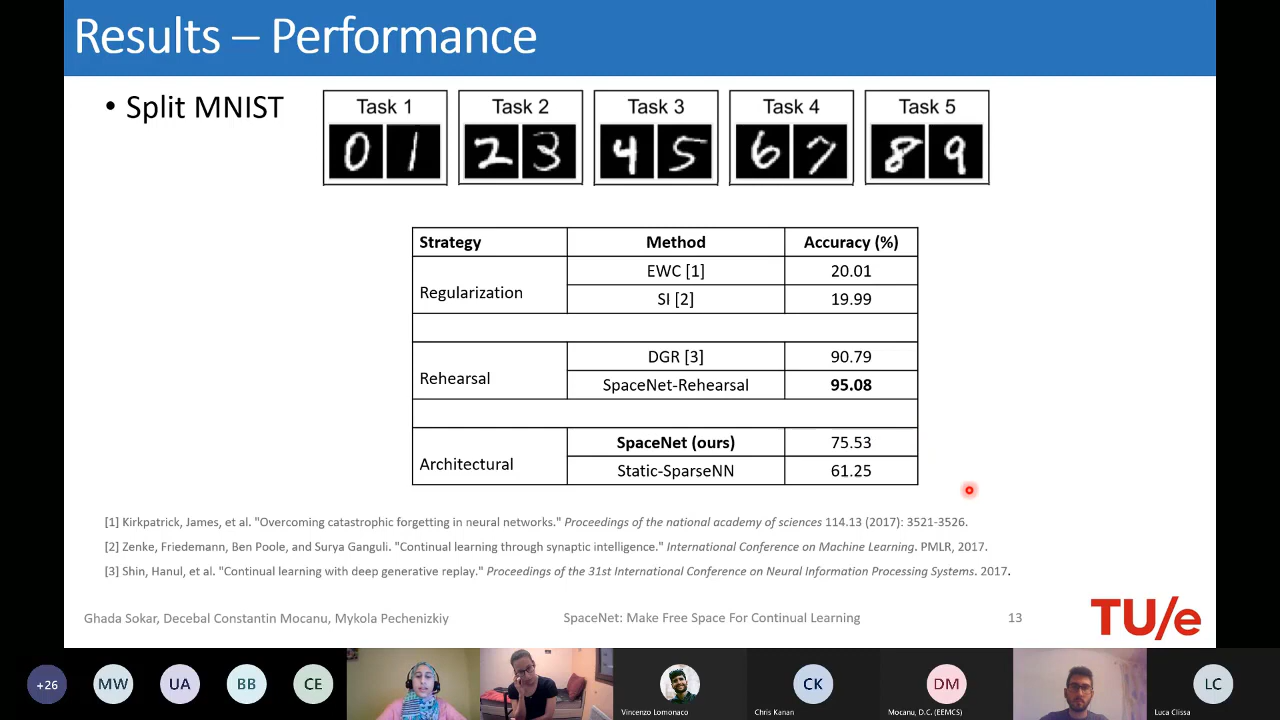 Results – Performance
• Split MNIST
Task 1
Task 2
Task 3
Task 4
Task 5
0 1
2 3
4 5
6 7
8 9
Strategy Method Accuracy (%)
Regularization
EWC [1] 20.01
SI [2] 19.99
Rehearsal
DGR [3] 90.79
SpaceNet-Rehearsal 95.08
Architectural
SpaceNet (ours) 75.53
Static-SparseNN 61.25
[1] Kirkpatrick, James, et al. "Overcoming catastrophic forgetting in neural networks." Proceedings of the national academy of sciences 114.13 (2017): 3521-3526.
[2] Zenke, Friedemann, Ben Poole, and Surya Ganguli. "Continual learning through synaptic intelligence." International Conference on Machine Learning. PMLR, 2017.
[3] Shin, Hanul, et al. "Continual learning with deep generative replay." Proceedings of the 31st International Conference on Neural Information Processing Systems. 2017.
Ghada Sokar, Decebal Constantin Mocanu, Mykola Pechenizkiy
SpaceNet: Make Free Space For Continual Learning
13
TU/e
+26
MW
UA
BB
CE
Vincenzo Lomonaco
CK
Chris Kanan
DM
Mocanu, D.C. (EEMCS)
LC
Luca Clissa